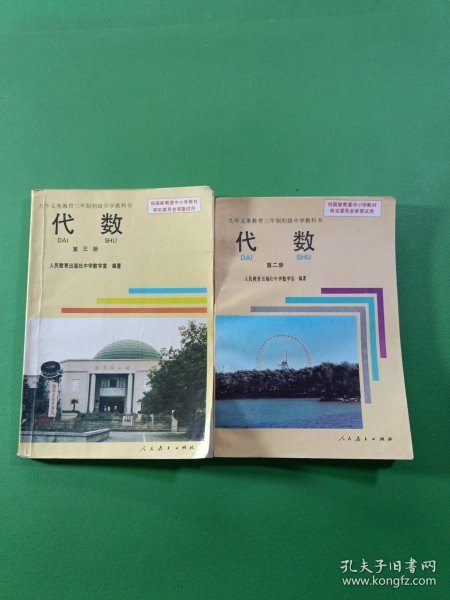 九年义务教育三年制初级中学教科书
经国家教委中小学教材
审定委员会审查试用
代数
DAI SHU
第三册
人民教育出版社中学数学室 编著
人民教育出版社
九年义务教育三年制初级中学教科书
经国家教委中小学教材
审定委员会审查试用
代数
DAI SHU
第二册
人民教育出版社中学数学室 编著
人民教育出版社
孔夫子旧书网
www.kongfz.com